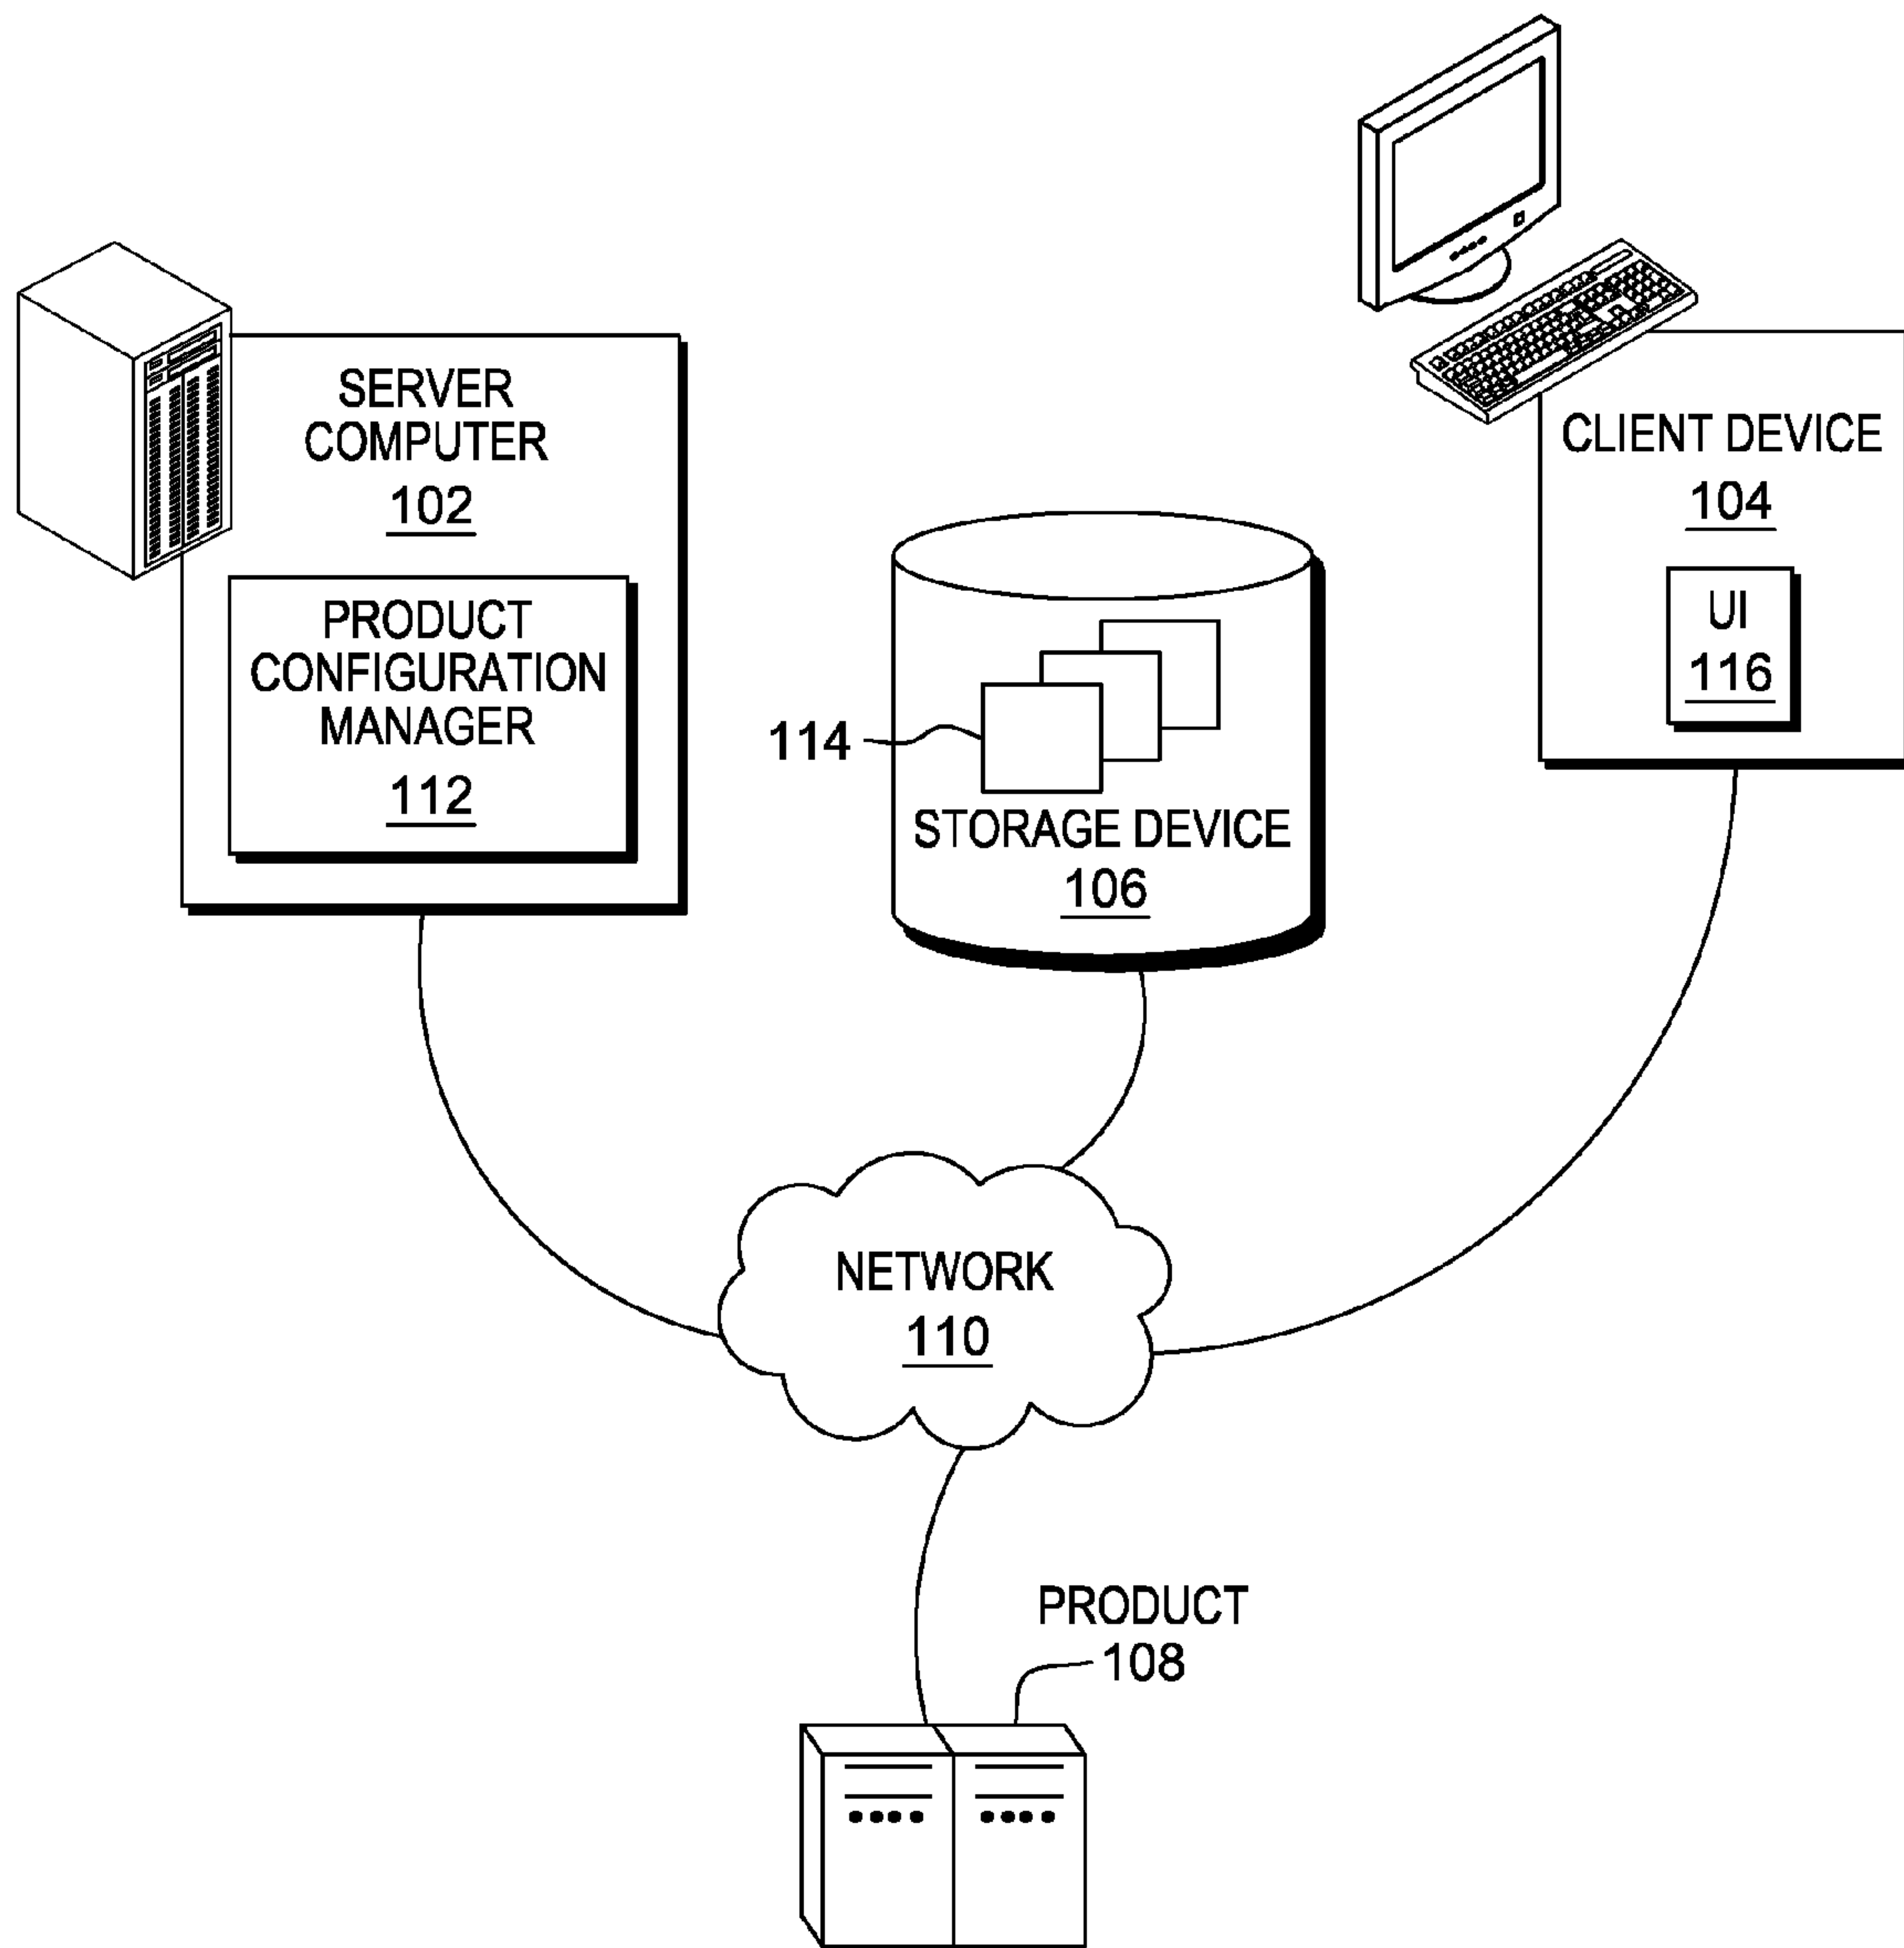 SERVER
COMPUTER
102
PRODUCT
CONFIGURATION
MANAGER
112
114
STORAGE DEVICE
106
CLIENT DEVICE
104
UI
116
NETWORK
110
PRODUCT
108